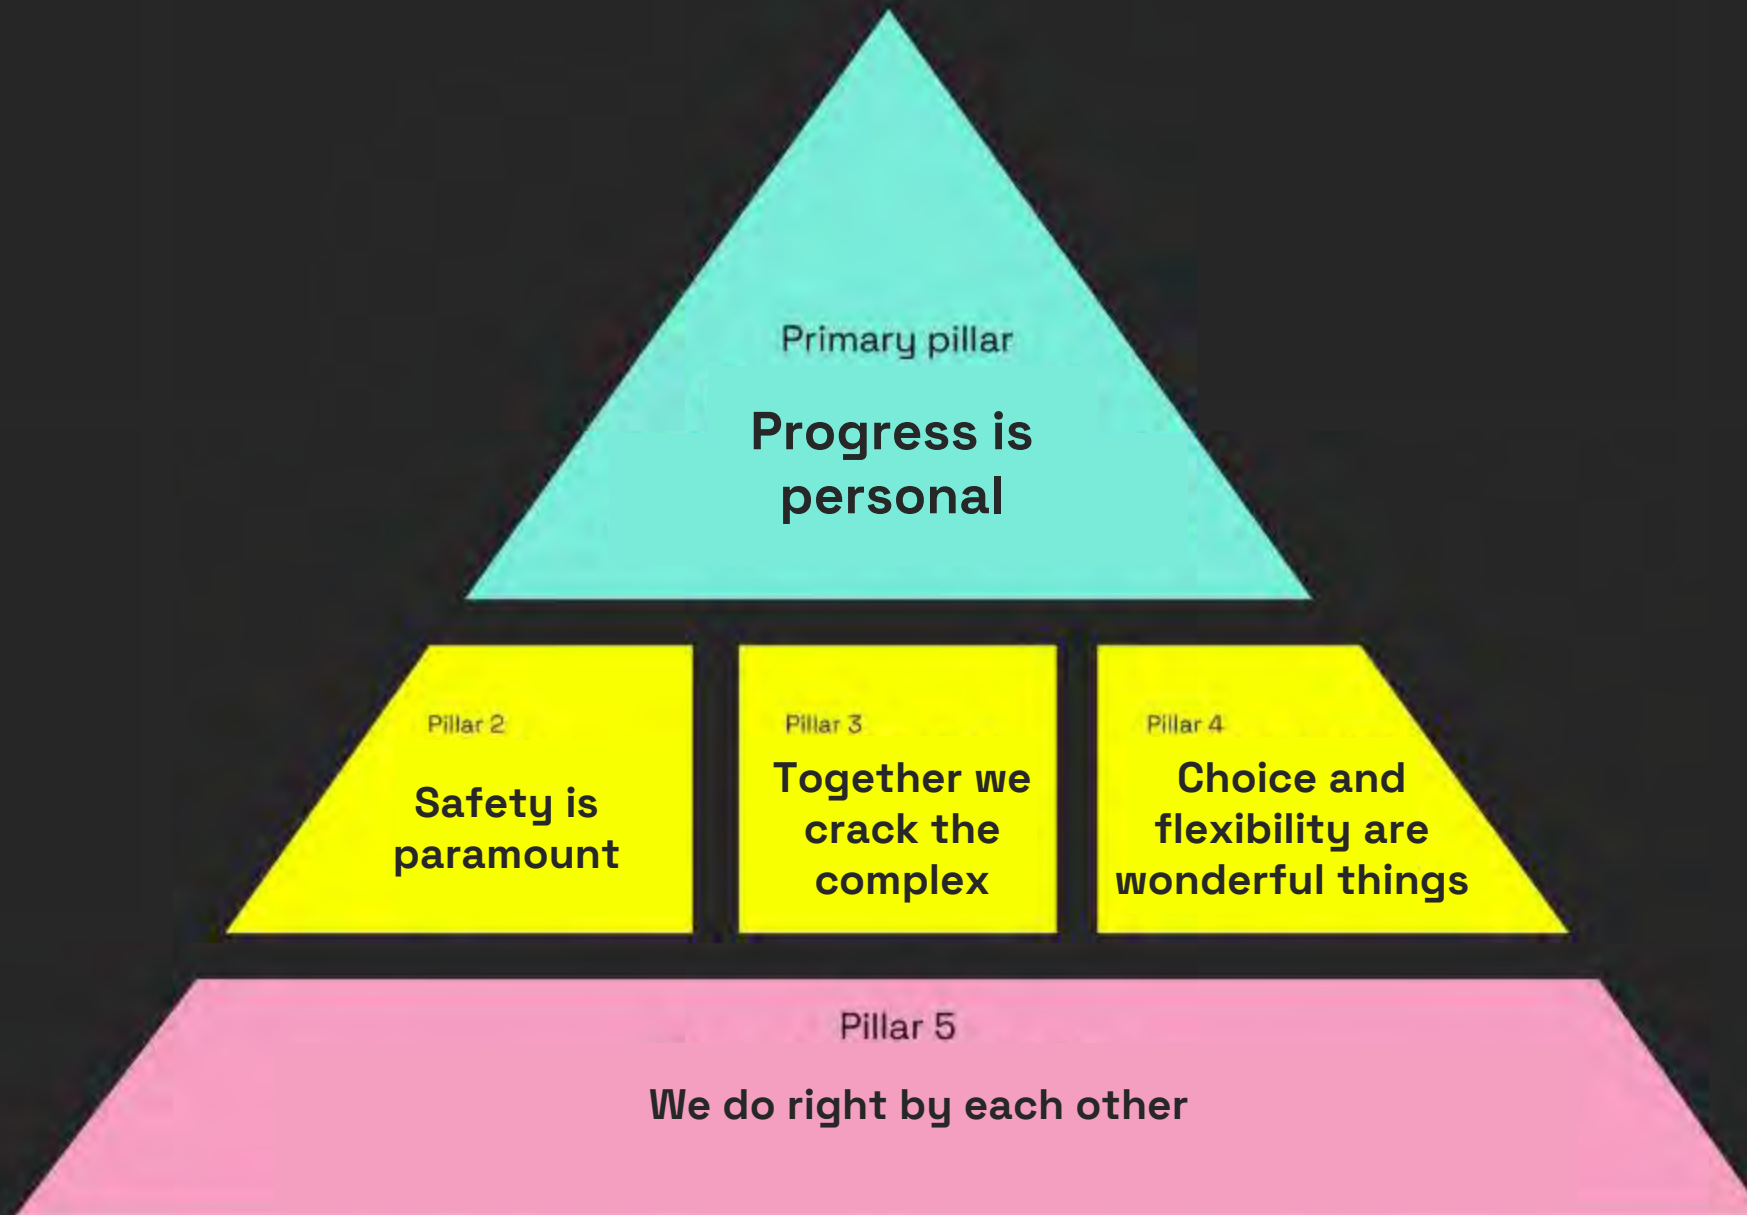 Primary pillar
Progress is
personal
Pillar 2
Safety is
paramount
Pillar 3
Together we
crack the
complex
Pillar 4
Choice and
flexibility are
wonderful things
Pillar 5
We do right by each other